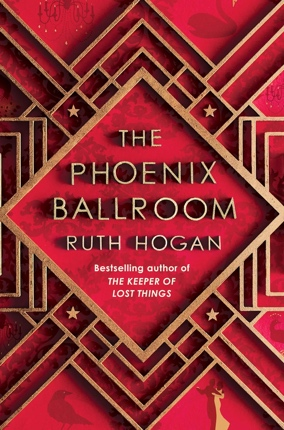 THE
PHOENIX
BALLROOM
RUTH HOGAN
Bestselling author of
THE KEEPER OF
LOST THINGS